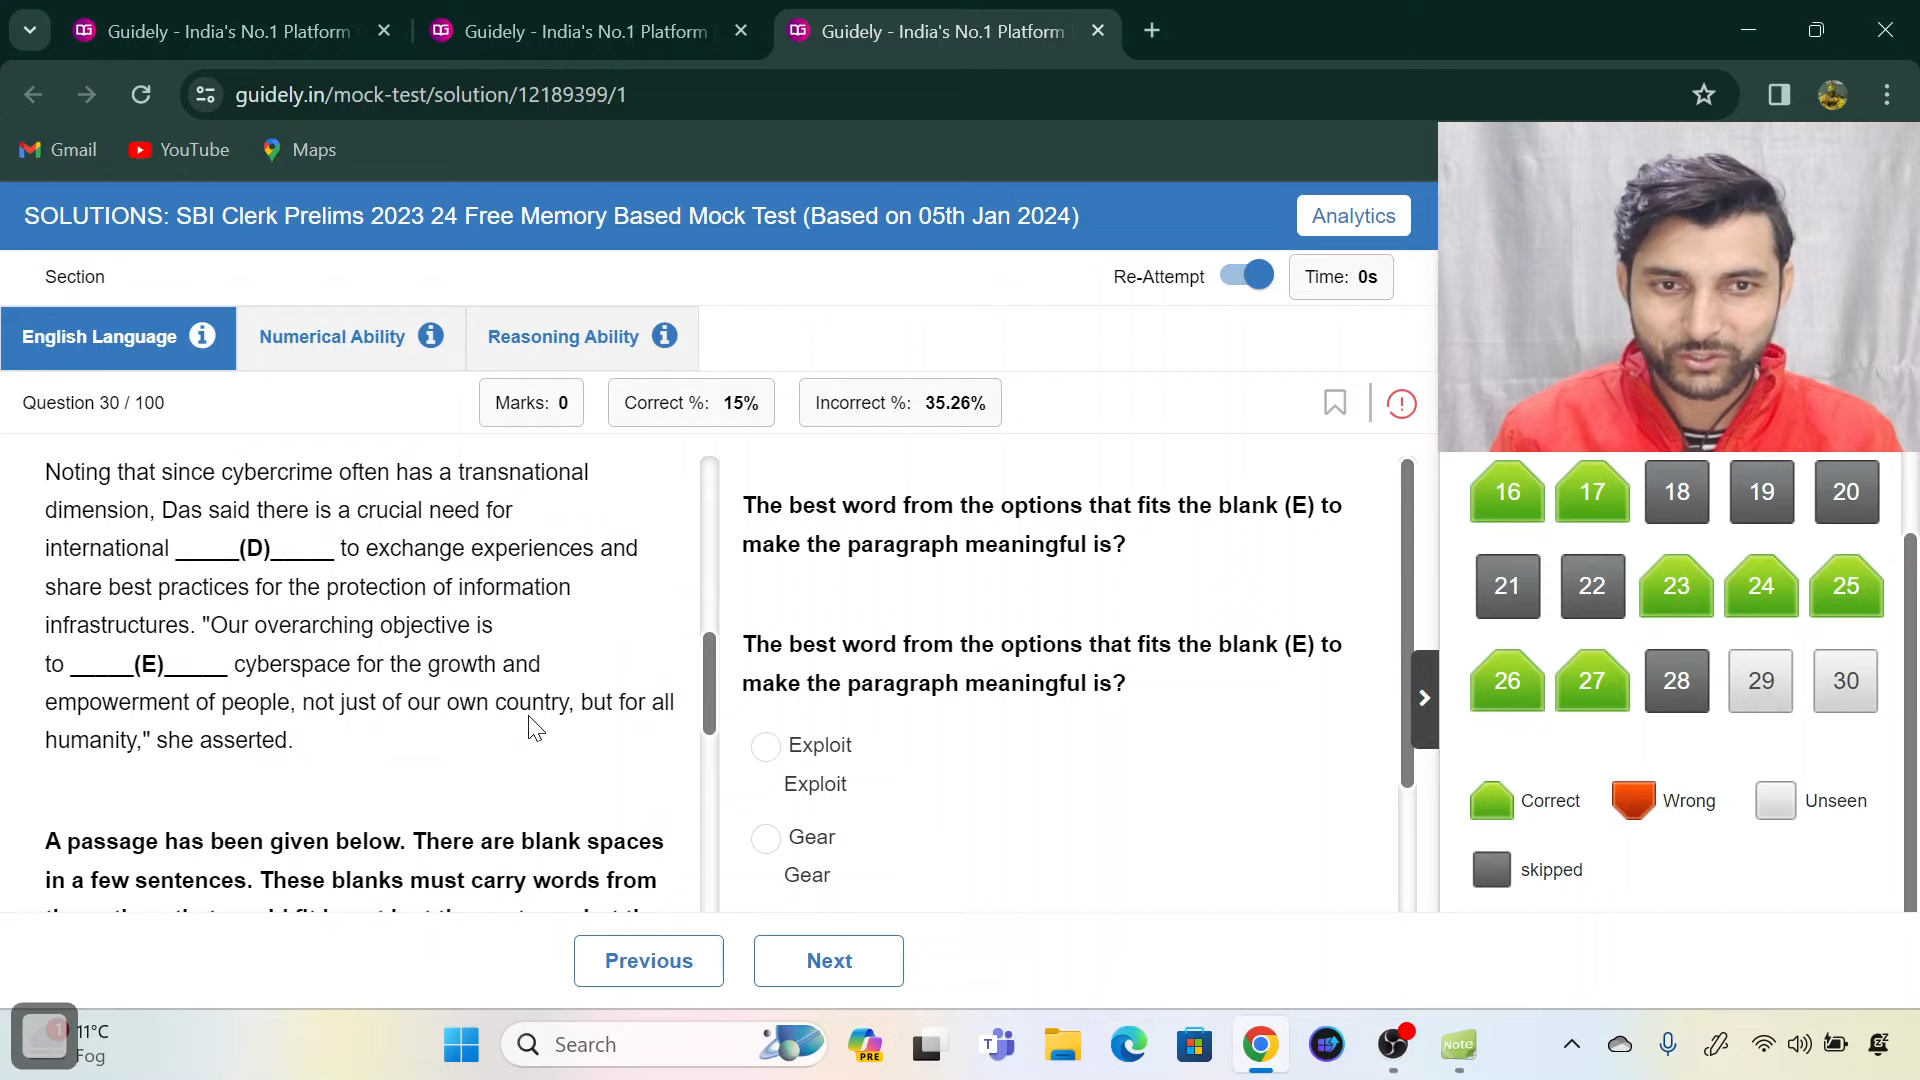 Guidely - India's No.1 Platform
Guidely - India's No.1 Platform
Guidely - India's No.1 Platform
guidely.in/mock-test/solution/12189399/1
Gmail
YouTube
Maps
SOLUTIONS: SBI Clerk Prelims 2023 24 Free Memory Based Mock Test (Based on 05th Jan 2024)
Analytics
Section
Re-Attempt
Time: 0s
English Language
Numerical Ability
Reasoning Ability
Question 30 / 100
Marks: 0
Correct %: 15%
Incorrect %: 35.26%
Noting that since cybercrime often has a transnational
dimension, Das said there is a crucial need for
international _____(D)_____ to exchange experiences and
share best practices for the protection of information
infrastructures. "Our overarching objective is
to _____(E)_____ cyberspace for the growth and
empowerment of people, not just of our own country, but for all
humanity," she asserted.
A passage has been given below. There are blank spaces
in a few sentences. These blanks must carry words from
The best word from the options that fits the blank (E) to
make the paragraph meaningful is?
The best word from the options that fits the blank (E) to
make the paragraph meaningful is?
Exploit
Exploit
Gear
Gear
16 17 18 19 20
21 22 23 24 25
26 27 28 29 30
Correct
Wrong
Unseen
skipped
Previous
Next
1
11°C
Fog
Search
PRE
Note